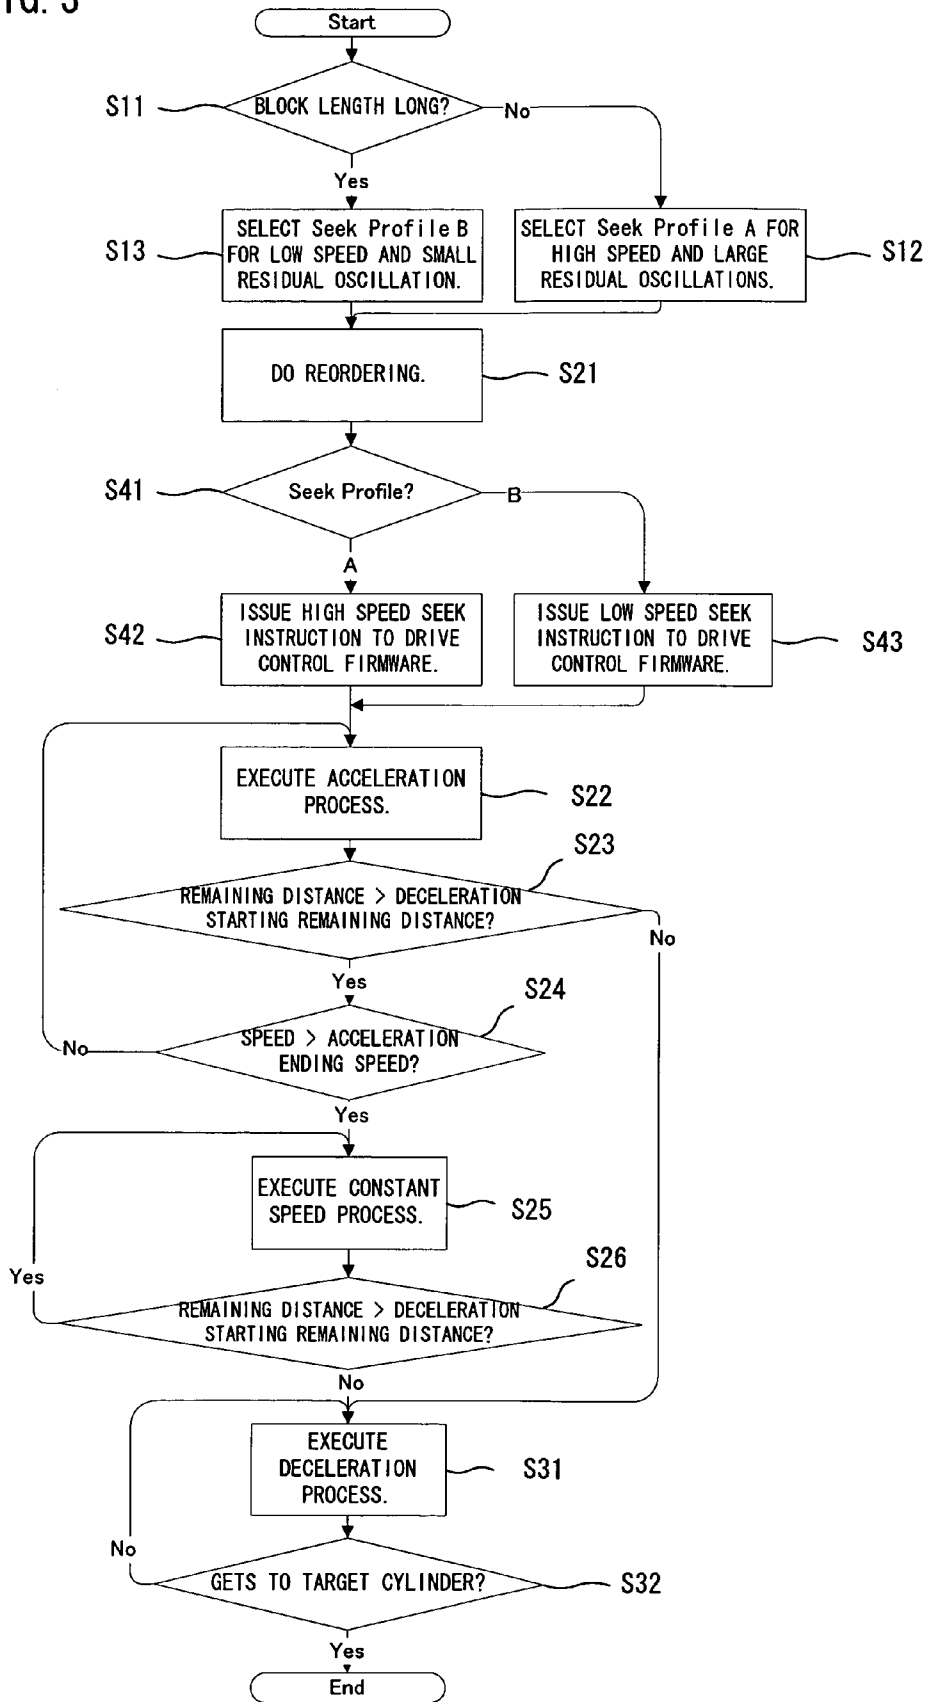 Start
S11
BLOCK LENGTH LONG?
No
Yes
S13
SELECT Seek Profile B
FOR LOW SPEED AND SMALL
RESIDUAL OSCILLATION.
SELECT Seek Profile A FOR
HIGH SPEED AND LARGE
RESIDUAL OSCILLATIONS.
S12
DO REORDERING.
S21
S41
Seek Profile?
B
A
S42
ISSUE HIGH SPEED SEEK
INSTRUCTION TO DRIVE
CONTROL FIRMWARE.
ISSUE LOW SPEED SEEK
INSTRUCTION TO DRIVE
CONTROL FIRMWARE.
S43
EXECUTE ACCELERATION
PROCESS.
S22
S23
REMAINING DISTANCE > DECELERATION
STARTING REMAINING DISTANCE?
No
Yes
S24
SPEED > ACCELERATION
ENDING SPEED?
No
Yes
EXECUTE CONSTANT
SPEED PROCESS.
S25
Yes
S26
REMAINING DISTANCE > DECELERATION
STARTING REMAINING DISTANCE?
No
EXECUTE
DECELERATION
PROCESS.
S31
No
GETS TO TARGET CYLINDER?
S32
Yes
End